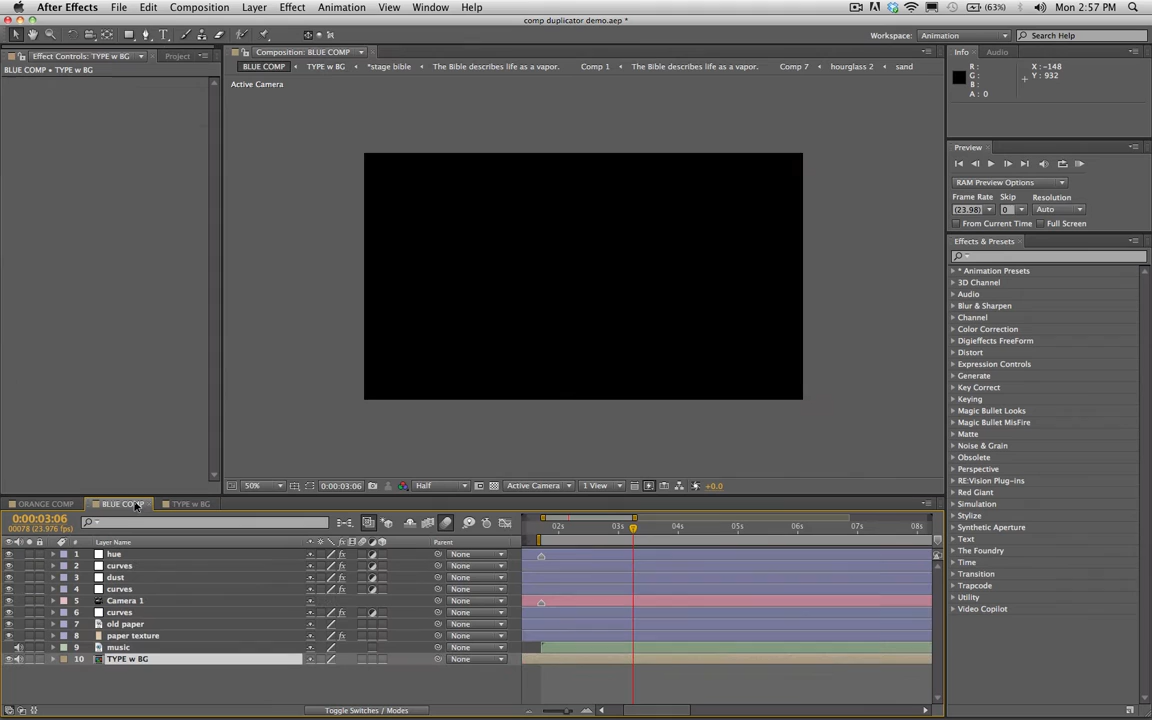 After Effects File Edit Composition Layer Effect Animation View Window Help (63%) Mon 2:57 PM
comp duplicator demo.aep *
Workspace: Animation Search Help
Effect Controls: TYPE w BG Project
BLUE COMP • TYPE w BG
Composition: BLUE COMP
BLUE COMP TYPE w BG *stage bible The Bible describes life as a vapor. Comp 1 The Bible describes life as a vapor. Comp 7 hourglass 2 sand
Active Camera
Info Audio
R :
G :
B :
A : 0
X : -148
Y : 932
Preview
RAM Preview Options
Frame Rate Skip Resolution
(23.98) 0 Auto
From Current Time Full Screen
Effects & Presets
* Animation Presets
3D Channel
Audio
Blur & Sharpen
Channel
Color Correction
Digieffects FreeForm
Distort
Expression Controls
Generate
Key Correct
Keying
Magic Bullet Looks
Magic Bullet MisFire
Matte
Noise & Grain
Obsolete
Perspective
RE:Vision Plug-ins
Red Giant
Simulation
Stylize
Synthetic Aperture
Text
The Foundry
Time
Transition
Trapcode
Utility
Video Copilot
50% 0:00:03:06 Half Active Camera 1 View +0.0
ORANGE COMP BLUE COMP TYPE w BG
0:00:03:06
00078 (23.976 fps)
02s 03s 04s 05s 06s 07s 08s
# Layer Name Parent
1 hue None
2 curves None
3 dust None
4 curves None
5 Camera 1 None
6 curves None
7 old paper None
8 paper texture None
9 music None
10 TYPE w BG None
Toggle Switches / Modes